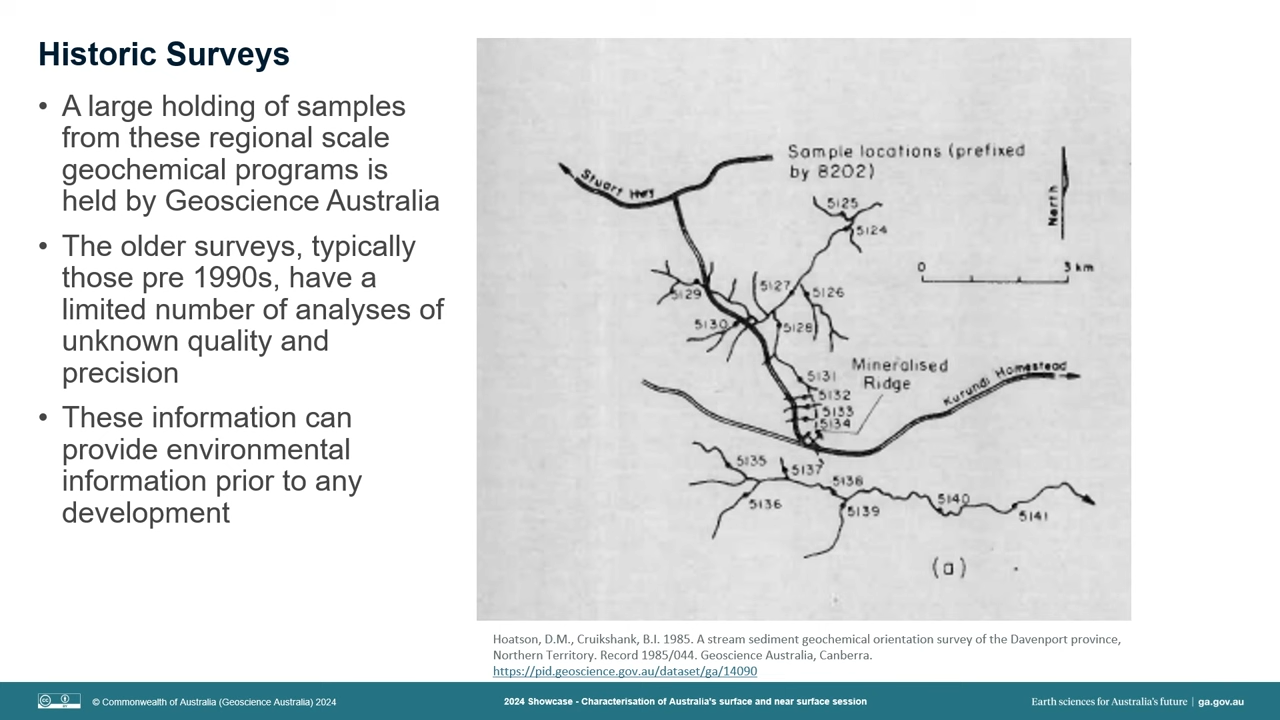 Historic Surveys
• A large holding of samples
from these regional scale
geochemical programs is
held by Geoscience Australia
• The older surveys, typically
those pre 1990s, have a
limited number of analyses of
unknown quality and
precision
• These information can
provide environmental
information prior to any
development
Sample locations (prefixed
by 8202)
Stuart Hwy
North
5125
5124
0 3 km
5129
5127
5126
5130
5128
5131
Mineralised
Ridge
5132
5133
5134
Kurundi Homestead
5135
5137
5138
5136
5139
5140
5141
(a)
Hoatson, D.M., Cruikshank, B.I. 1985. A stream sediment geochemical orientation survey of the Davenport province,
Northern Territory. Record 1985/044. Geoscience Australia, Canberra.
https://pid.geoscience.gov.au/dataset/ga/14090
© Commonwealth of Australia (Geoscience Australia) 2024
2024 Showcase - Characterisation of Australia's surface and near surface session
Earth sciences for Australia's future | ga.gov.au